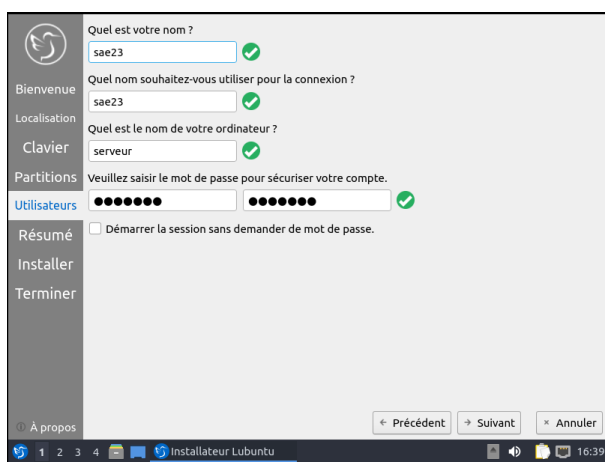 Quel est votre nom ?
sae23
Bienvenue
Quel nom souhaitez-vous utiliser pour la connexion ?
sae23
Localisation
Quel est le nom de votre ordinateur ?
Clavier
serveur
Partitions
Veuillez saisir le mot de passe pour sécuriser votre compte.
Utilisateurs
●●●●●●● ●●●●●●●
Résumé
Démarrer la session sans demander de mot de passe.
Installer
Terminer
À propos
← Précédent → Suivant × Annuler
1 2 3 4 Installateur Lubuntu 16:39